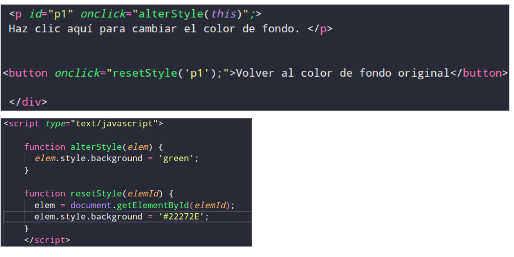 <p id="p1" onclick="alterStyle(this)";>
Haz clic aquí para cambiar el color de fondo. </p>
<button onclick="resetStyle('p1');">Volver al color de fondo original</button>
</div>
<script type="text/javascript">
function alterStyle(elem) {
elem.style.background = 'green';
}
function resetStyle(elemId) {
elem = document.getElementById(elemId);
elem.style.background = '#22272E';
}
</script>